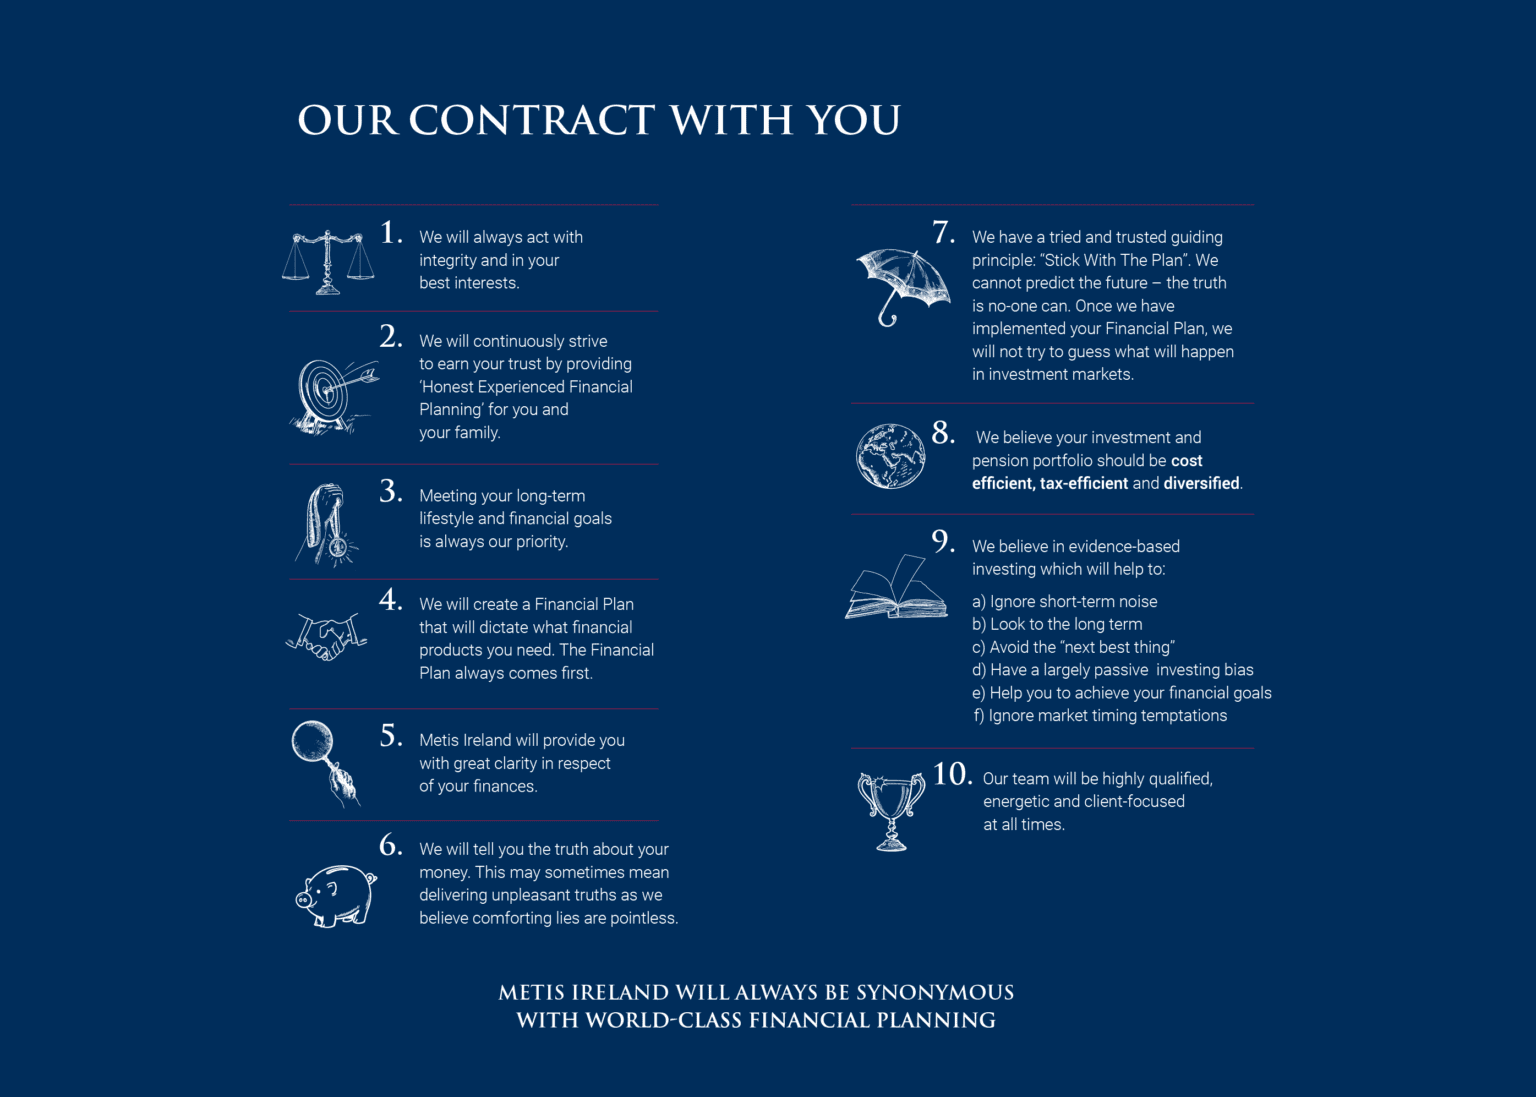 OUR CONTRACT WITH YOU
1. We will always act with
integrity and in your
best interests.
2. We will continuously strive
to earn your trust by providing
‘Honest Experienced Financial
Planning’ for you and
your family.
3. Meeting your long-term
lifestyle and financial goals
is always our priority.
4. We will create a Financial Plan
that will dictate what financial
products you need. The Financial
Plan always comes first.
5. Metis Ireland will provide you
with great clarity in respect
of your finances.
6. We will tell you the truth about your
money. This may sometimes mean
delivering unpleasant truths as we
believe comforting lies are pointless.
7. We have a tried and trusted guiding
principle: “Stick With The Plan”. We
cannot predict the future – the truth
is no-one can. Once we have
implemented your Financial Plan, we
will not try to guess what will happen
in investment markets.
8. We believe your investment and
pension portfolio should be cost
efficient, tax-efficient and diversified.
9. We believe in evidence-based
investing which will help to:
a) Ignore short-term noise
b) Look to the long term
c) Avoid the “next best thing”
d) Have a largely passive investing bias
e) Help you to achieve your financial goals
f) Ignore market timing temptations
10. Our team will be highly qualified,
energetic and client-focused
at all times.
METIS IRELAND WILL ALWAYS BE SYNONYMOUS
WITH WORLD-CLASS FINANCIAL PLANNING